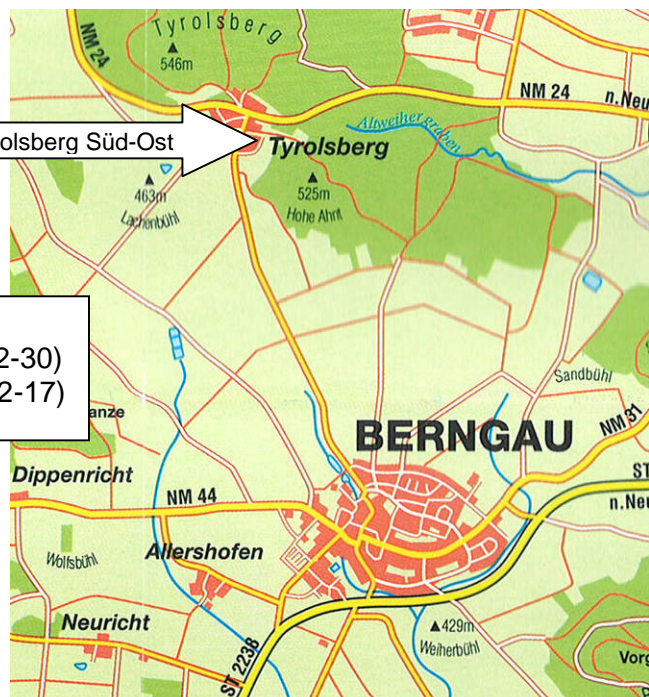 Tyrolsberg
NM 24
546m
NM 24
n.Neu
Altweihergraben
olsberg Süd-Ost
Tyrolsberg
463m
Lachenbühl
525m
Hohe Ahnt
2-30)
2-17)
anze
Sandbühl
BERNGAU
NM 31
Dippenricht
ST
NM 44
n.Neu
Allershofen
Wolfsbühl
Neuricht
429m
Weiherbühl
ST 2238
Vorg